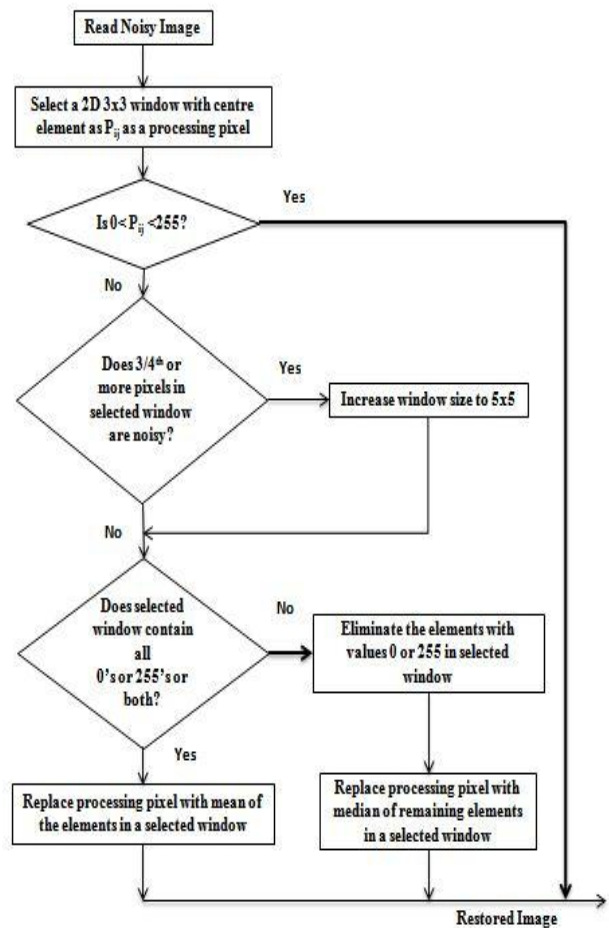 Read Noisy Image
Select a 2D 3x3 window with centre
element as Pij as a processing pixel
Yes
Is 0<Pij <255?
No
Does 3/4th or
more pixels in
selected window
are noisy?
Yes
Increase window size to 5x5
No
Does selected
window contain
all
0's or 255's or
both?
No
Eliminate the elements with
values 0 or 255 in selected
window
Yes
Replace processing pixel with mean of
the elements in a selected window
Replace processing pixel with
median of remaining elements
in a selected window
Restored Image